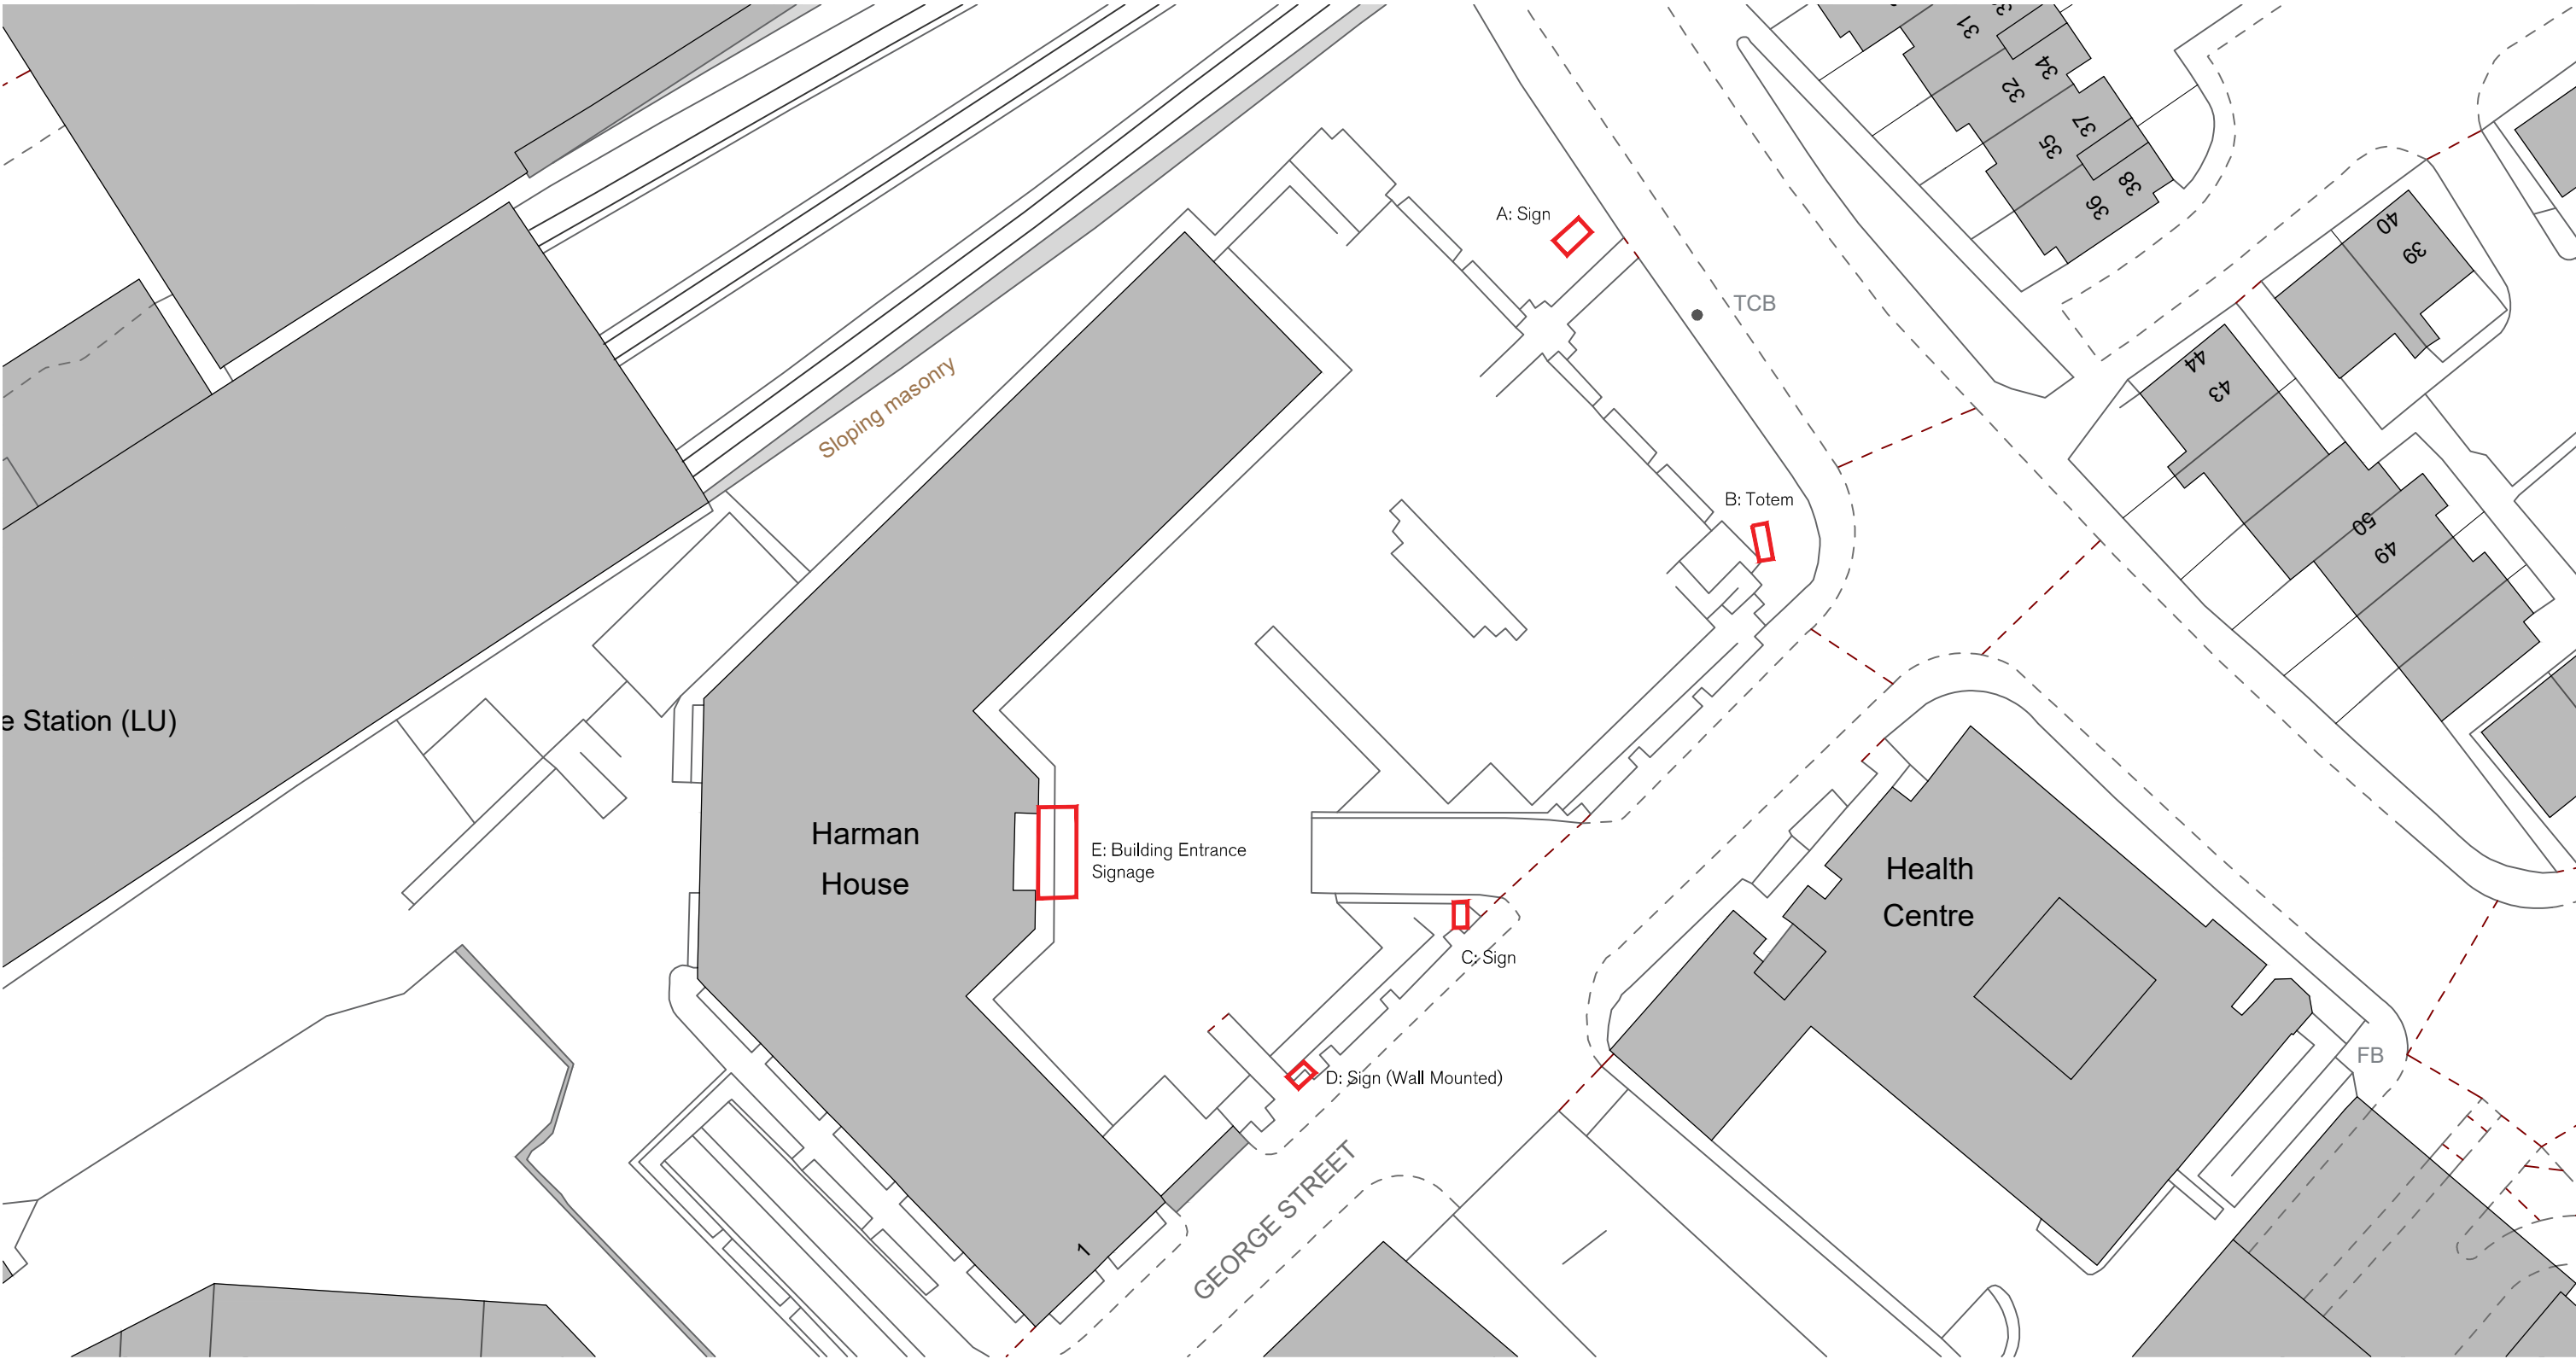 31
34
32
37
35
38
36
A: Sign
40
39
TCB
44
43
Sloping masonry
B: Totem
50
49
e Station (LU)
Harman
House
E: Building Entrance
Signage
Health
Centre
C: Sign
FB
D: Sign (Wall Mounted)
GEORGE STREET
1